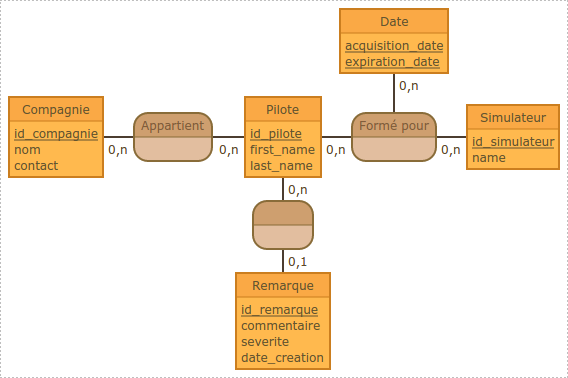 Date
acquisition_date
expiration_date
0,n
Compagnie
id_compagnie
nom
contact
0,n
Appartient
0,n
Pilote
id_pilote
first_name
last_name
0,n
Formé pour
0,n
Simulateur
id_simulateur
name
0,n
0,1
Remarque
id_remarque
commentaire
severite
date_creation